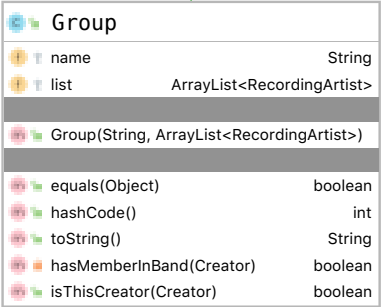 Group
name String
list ArrayList<RecordingArtist>
Group(String, ArrayList<RecordingArtist>)
equals(Object) boolean
hashCode() int
toString() String
hasMemberInBand(Creator) boolean
isThisCreator(Creator) boolean